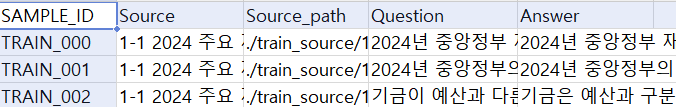 SAMPLE_ID Source Source_path Question Answer
TRAIN_000 1-1 2024 주요 ./train_source/1 2024년 중앙정부 2024년 중앙정부 재
TRAIN_001 1-1 2024 주요 ./train_source/1 2024년 중앙정부의 2024년 중앙정부의
TRAIN_002 1-1 2024 주요 ./train_source/1 기금이 예산과 다른 기금은 예산과 구분